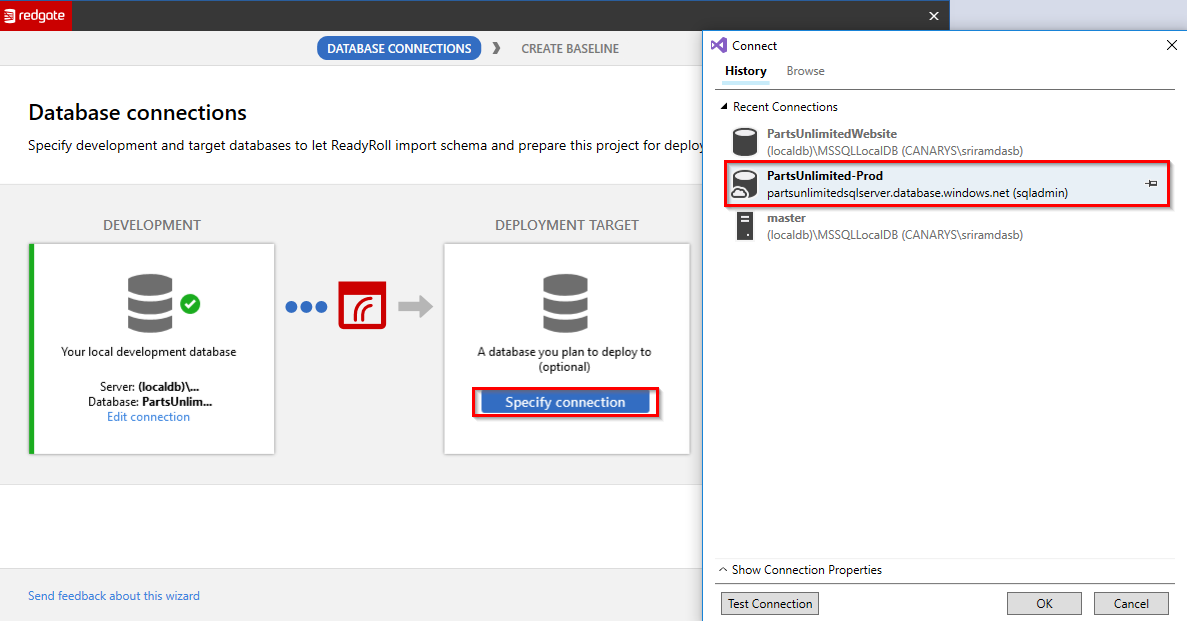 redgate
DATABASE CONNECTIONS
CREATE BASELINE
Database connections
Specify development and target databases to let ReadyRoll import schema and prepare this project for deploy
DEVELOPMENT
Your local development database
Server: (localdb)\...
Database: PartsUnlim...
Edit connection
DEPLOYMENT TARGET
A database you plan to deploy to
(optional)
Specify connection
Send feedback about this wizard
Connect
History
Browse
Recent Connections
PartsUnlimitedWebsite
(localdb)\MSSQLLocalDB (CANARYS\sriramdasb)
PartsUnlimited-Prod
partsunlimitedsqlserver.database.windows.net (sqladmin)
master
(localdb)\MSSQLLocalDB (CANARYS\sriramdasb)
Show Connection Properties
Test Connection
OK
Cancel